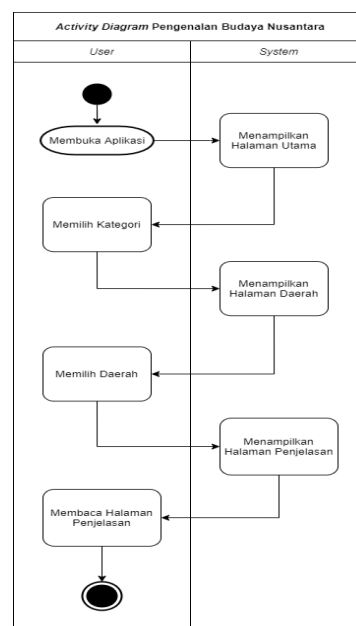 Activity Diagram Pengenalan Budaya Nusantara
User
System
Membuka Aplikasi
Menampilkan
Halaman Utama
Memilih Kategori
Menampilkan
Halaman Daerah
Memilih Daerah
Menampilkan
Halaman Penjelasan
Membaca Halaman
Penjelasan